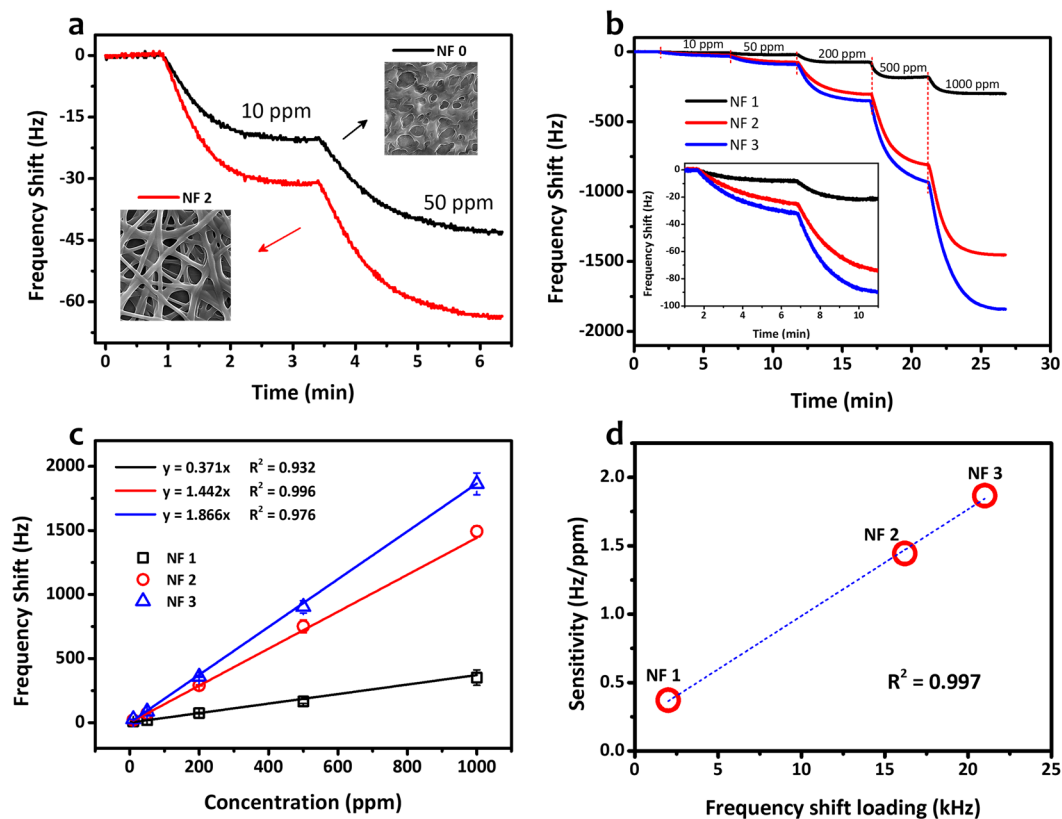 a
NF 0
10 ppm
50 ppm
NF 2
0
-15
-30
-45
-60
Frequency Shift (Hz)
0 1 2 3 4 5 6
Time (min)
b
10 ppm
50 ppm
200 ppm
500 ppm
1000 ppm
NF 1
NF 2
NF 3
0
-500
-1000
-1500
-2000
Frequency Shift (Hz)
0
-20
-40
-60
-80
-100
Frequency Shift (Hz)
2 4 6 8 10
Time (min)
0 5 10 15 20 25 30
Time (min)
c
y = 0.371x R² = 0.932
y = 1.442x R² = 0.996
y = 1.866x R² = 0.976
NF 1
NF 2
NF 3
2000
1500
1000
500
0
Frequency Shift (Hz)
0 200 400 600 800 1000
Concentration (ppm)
d
NF 3
NF 2
NF 1
R² = 0.997
2.0
1.5
1.0
0.5
0.0
Sensitivity (Hz/ppm)
0 5 10 15 20 25
Frequency shift loading (kHz)